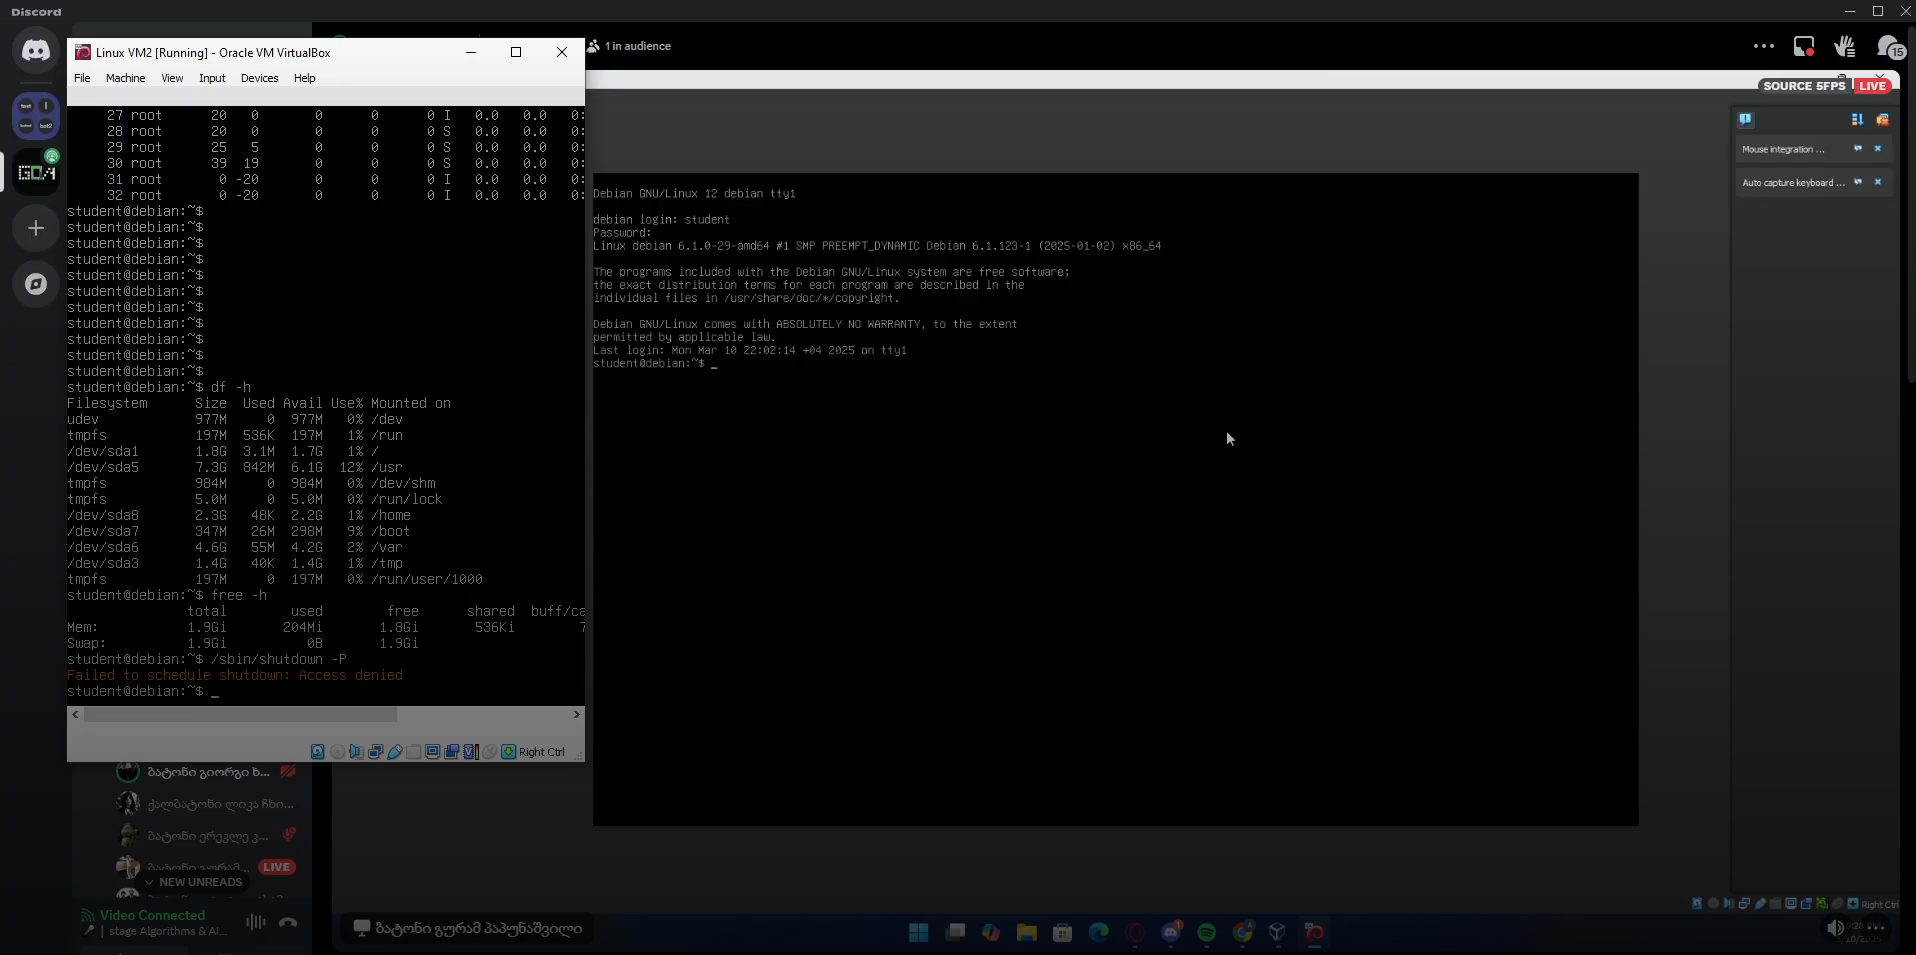 Discord
Linux VM2 [Running] - Oracle VM VirtualBox
File Machine View Input Devices Help
27 root 20 0 0 0 0 I 0.0 0.0 0:
28 root 20 0 0 0 0 S 0.0 0.0 0:
29 root 25 5 0 0 0 S 0.0 0.0 0:
30 root 39 19 0 0 0 S 0.0 0.0 0:
31 root 0 -20 0 0 0 I 0.0 0.0 0:
32 root 0 -20 0 0 0 I 0.0 0.0 0:
student@debian:~$
student@debian:~$
student@debian:~$
student@debian:~$
student@debian:~$
student@debian:~$
student@debian:~$
student@debian:~$
student@debian:~$
student@debian:~$
student@debian:~$
student@debian:~$ df -h
Filesystem Size Used Avail Use% Mounted on
udev 977M 0 977M 0% /dev
tmpfs 197M 536K 197M 1% /run
/dev/sda1 1.8G 3.1M 1.7G 1% /
/dev/sda5 7.3G 842M 6.1G 12% /usr
tmpfs 984M 0 984M 0% /dev/shm
tmpfs 5.0M 0 5.0M 0% /run/lock
/dev/sda8 2.3G 48K 2.2G 1% /home
/dev/sda7 347M 26M 298M 9% /boot
/dev/sda6 4.6G 55M 4.2G 2% /var
/dev/sda3 1.4G 40K 1.4G 1% /tmp
tmpfs 197M 0 197M 0% /run/user/1000
student@debian:~$ free -h
total used free shared buff/ca
Mem: 1.9Gi 204Mi 1.8Gi 536Ki 7
Swap: 1.9Gi 0B 1.9Gi
student@debian:~$ /sbin/shutdown -P
Failed to schedule shutdown: Access denied
student@debian:~$ _
Right Ctrl
ბატონი გიორგი ხ...
ქალბატონი ლიკა ჩხი...
ბატონი ერეკლე კ...
ბატონი გურამ... LIVE
NEW UNREADS
Video Connected
stage Algorithms & Al...
1 in audience
15
SOURCE 5FPS LIVE
Mouse integration ...
Auto capture keyboard ...
Debian GNU/Linux 12 debian tty1
debian login: student
Password:
Linux debian 6.1.0-29-amd64 #1 SMP PREEMPT_DYNAMIC Debian 6.1.123-1 (2025-01-02) x86_64
The programs included with the Debian GNU/Linux system are free software;
the exact distribution terms for each program are described in the
individual files in /usr/share/doc/*/copyright.
Debian GNU/Linux comes with ABSOLUTELY NO WARRANTY, to the extent
permitted by applicable law.
Last login: Mon Mar 10 22:02:14 +04 2025 on tty1
student@debian:~$ _
Right Ctrl
ბატონი გურამ პაპუნაშვილი